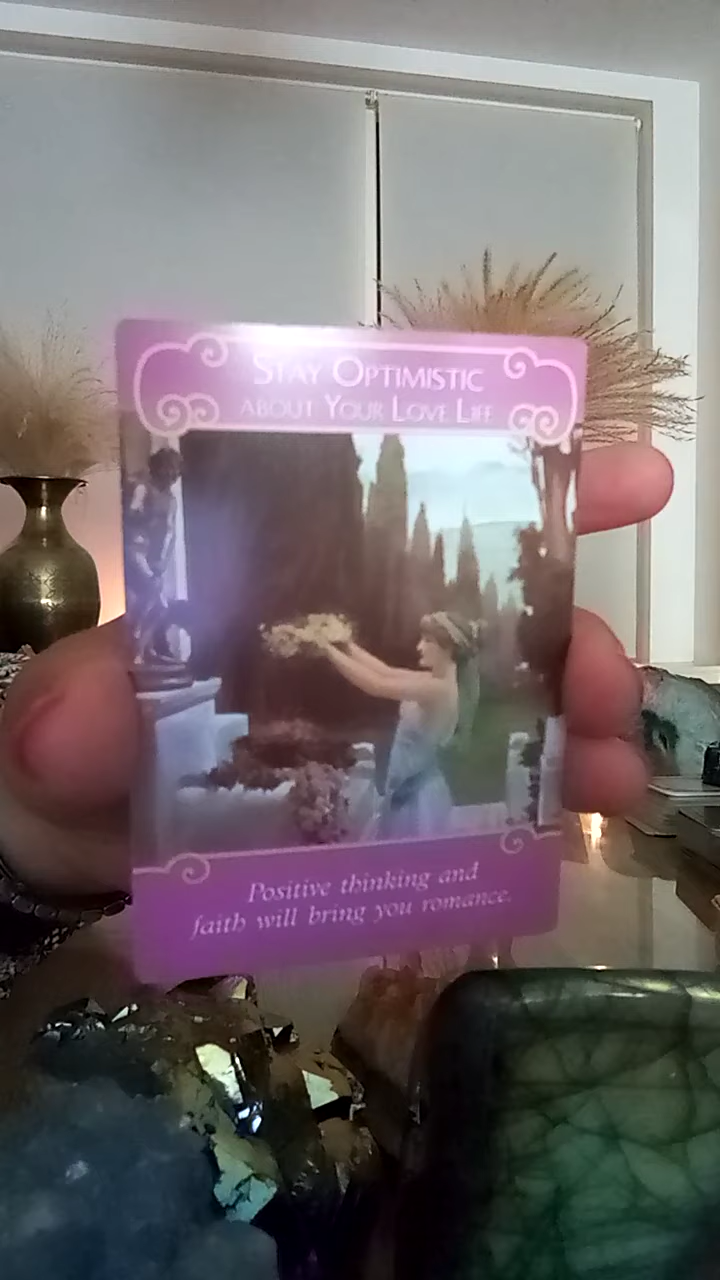 STAY OPTIMISTIC
ABOUT YOUR LOVE LIFE
Positive thinking and
faith will bring you romance.